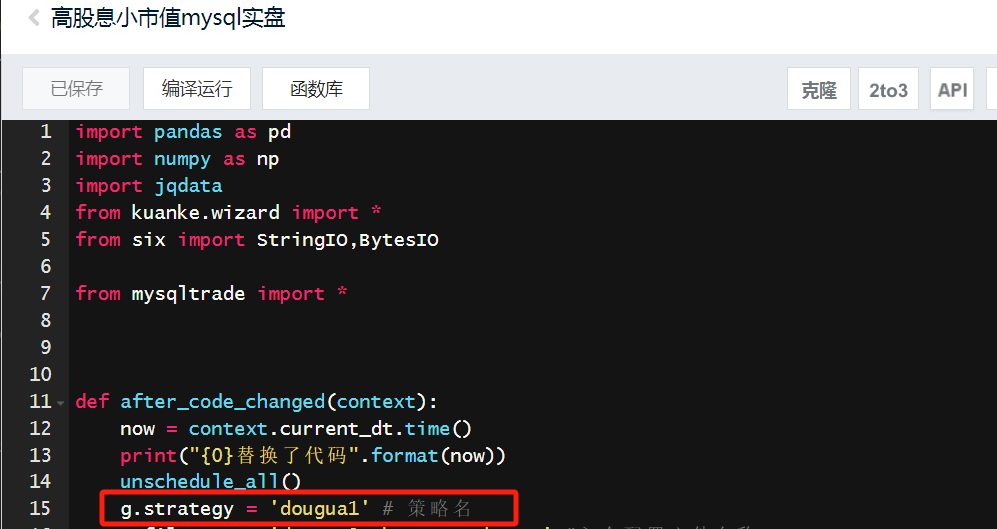 高股息小市值mysql实盘
已保存 编译运行 函数库 克隆 2to3 API
1 import pandas as pd
2 import numpy as np
3 import jqdata
4 from kuanke.wizard import *
5 from six import StringIO,BytesIO
6
7 from mysqltrade import *
8
9
10
11 def after_code_changed(context):
12 now = context.current_dt.time()
13 print("{0}替换了代码".format(now))
14 unschedule_all()
15 g.strategy = 'dougua1' # 策略名